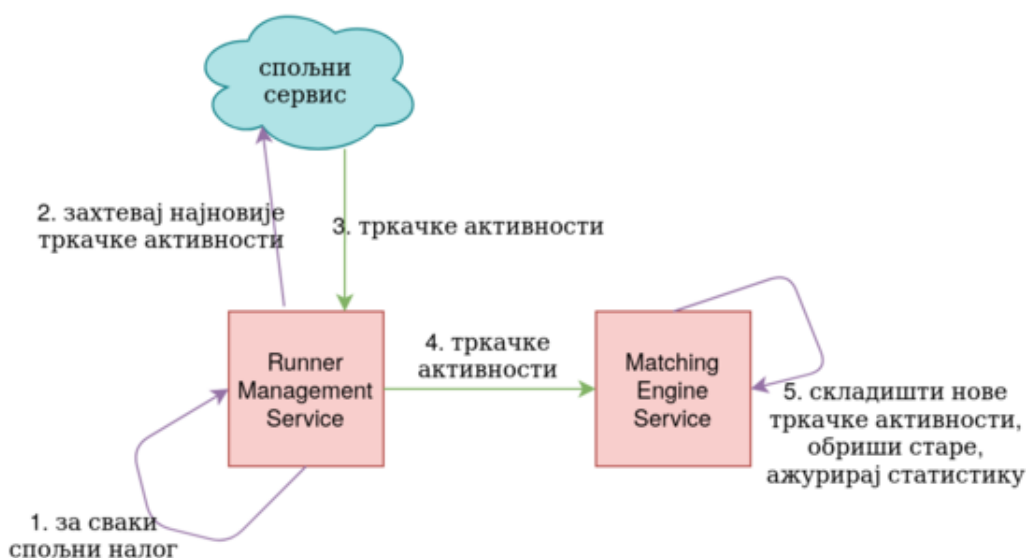 спољни
сервис
2. захтевај најновије
тркачке активности
3. тркачке активности
Runner
Management
Service
4. тркачке
активности
Matching
Engine
Service
5. складишти нове
тркачке активности,
обриши старе,
ажурирај статистику
1. за сваки
спољни налог